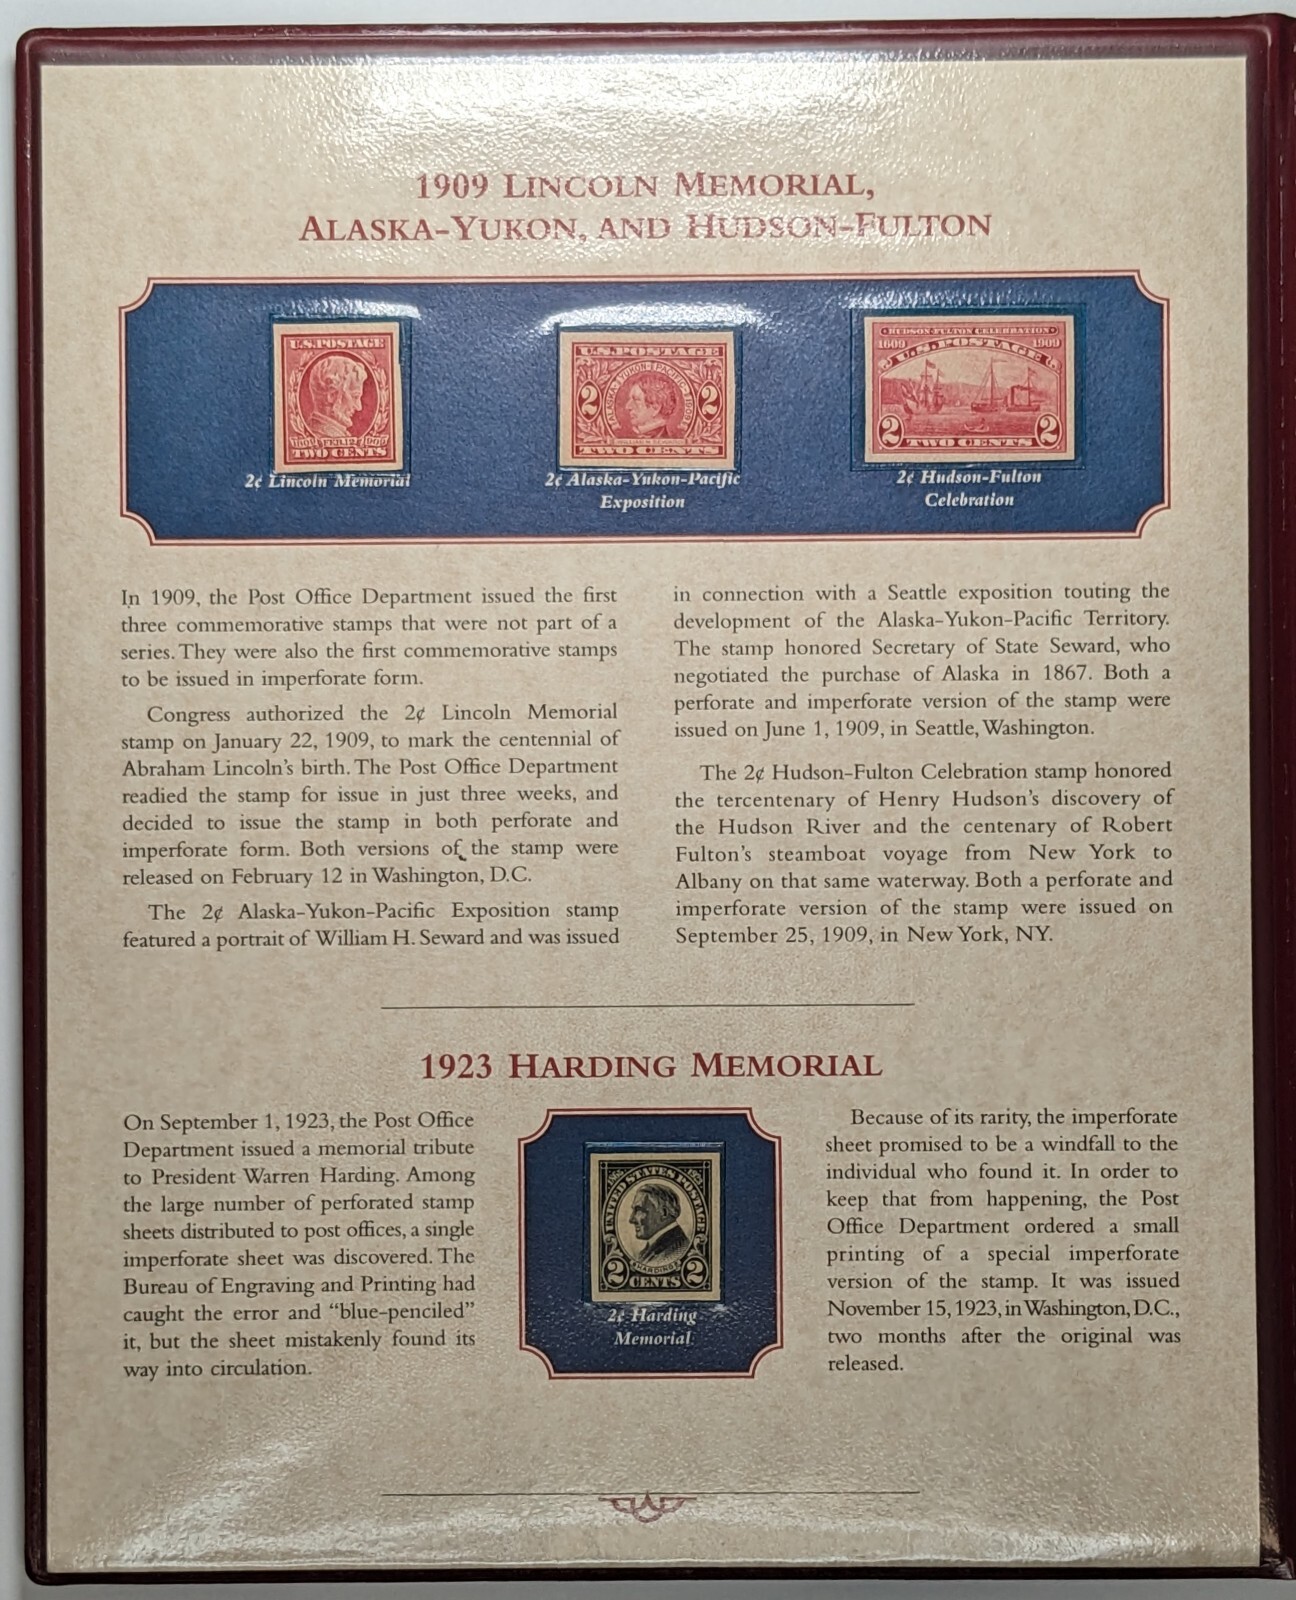 1909 Lincoln Memorial,
Alaska-Yukon, and Hudson-Fulton
U.S. POSTAGE
FEB. 12
TWO CENTS
2¢ Lincoln Memorial
U.S. POSTAGE
ALASKA-YUKON-PACIFIC
1909
2 2
WILLIAM H. SEWARD
TWO CENTS
2¢ Alaska-Yukon-Pacific
Exposition
HUDSON-FULTON CELEBRATION
1609 1909
U.S. POSTAGE
2 2
TWO CENTS
2¢ Hudson-Fulton
Celebration
In 1909, the Post Office Department issued the first
three commemorative stamps that were not part of a
series. They were also the first commemorative stamps
to be issued in imperforate form.
Congress authorized the 2¢ Lincoln Memorial
stamp on January 22, 1909, to mark the centennial of
Abraham Lincoln's birth. The Post Office Department
readied the stamp for issue in just three weeks, and
decided to issue the stamp in both perforate and
imperforate form. Both versions of the stamp were
released on February 12 in Washington, D.C.
The 2¢ Alaska-Yukon-Pacific Exposition stamp
featured a portrait of William H. Seward and was issued
in connection with a Seattle exposition touting the
development of the Alaska-Yukon-Pacific Territory.
The stamp honored Secretary of State Seward, who
negotiated the purchase of Alaska in 1867. Both a
perforate and imperforate version of the stamp were
issued on June 1, 1909, in Seattle, Washington.
The 2¢ Hudson-Fulton Celebration stamp honored
the tercentenary of Henry Hudson's discovery of
the Hudson River and the centenary of Robert
Fulton's steamboat voyage from New York to
Albany on that same waterway. Both a perforate and
imperforate version of the stamp were issued on
September 25, 1909, in New York, NY.
1923 Harding Memorial
On September 1, 1923, the Post Office
Department issued a memorial tribute
to President Warren Harding. Among
the large number of perforated stamp
sheets distributed to post offices, a single
imperforate sheet was discovered. The
Bureau of Engraving and Printing had
caught the error and “blue-penciled”
it, but the sheet mistakenly found its
way into circulation.
UNITED STATES POSTAGE
HARDING
2 CENTS 2
2¢ Harding
Memorial
Because of its rarity, the imperforate
sheet promised to be a windfall to the
individual who found it. In order to
keep that from happening, the Post
Office Department ordered a small
printing of a special imperforate
version of the stamp. It was issued
November 15, 1923, in Washington, D.C.,
two months after the original was
released.